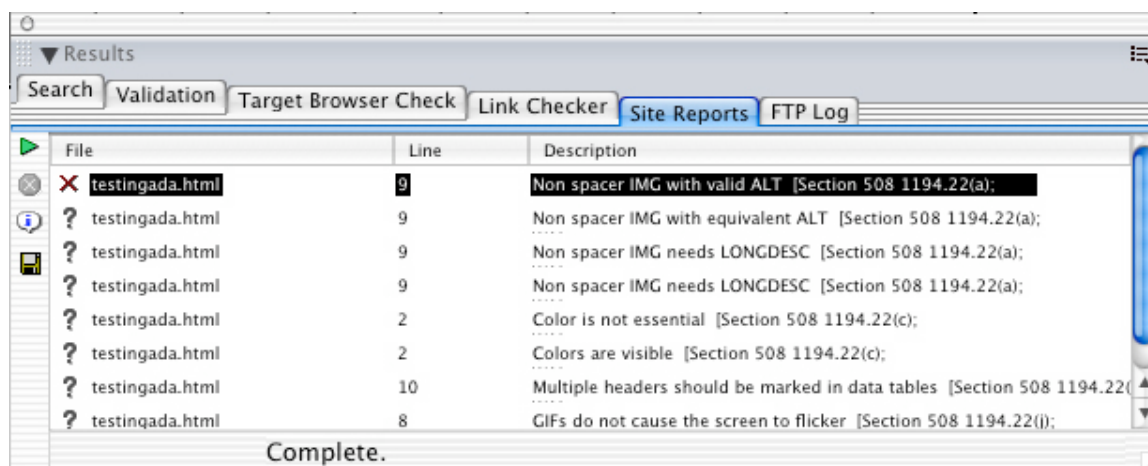 Results
Search Validation Target Browser Check Link Checker Site Reports FTP Log
File Line Description
testingada.html 9 Non spacer IMG with valid ALT [Section 508 1194.22(a);
? testingada.html 9 Non spacer IMG with equivalent ALT [Section 508 1194.22(a);
? testingada.html 9 Non spacer IMG needs LONGDESC [Section 508 1194.22(a);
? testingada.html 9 Non spacer IMG needs LONGDESC [Section 508 1194.22(a);
? testingada.html 2 Color is not essential [Section 508 1194.22(c);
? testingada.html 2 Colors are visible [Section 508 1194.22(c);
? testingada.html 10 Multiple headers should be marked in data tables [Section 508 1194.22(
? testingada.html 8 GIFs do not cause the screen to flicker [Section 508 1194.22(j);
Complete.